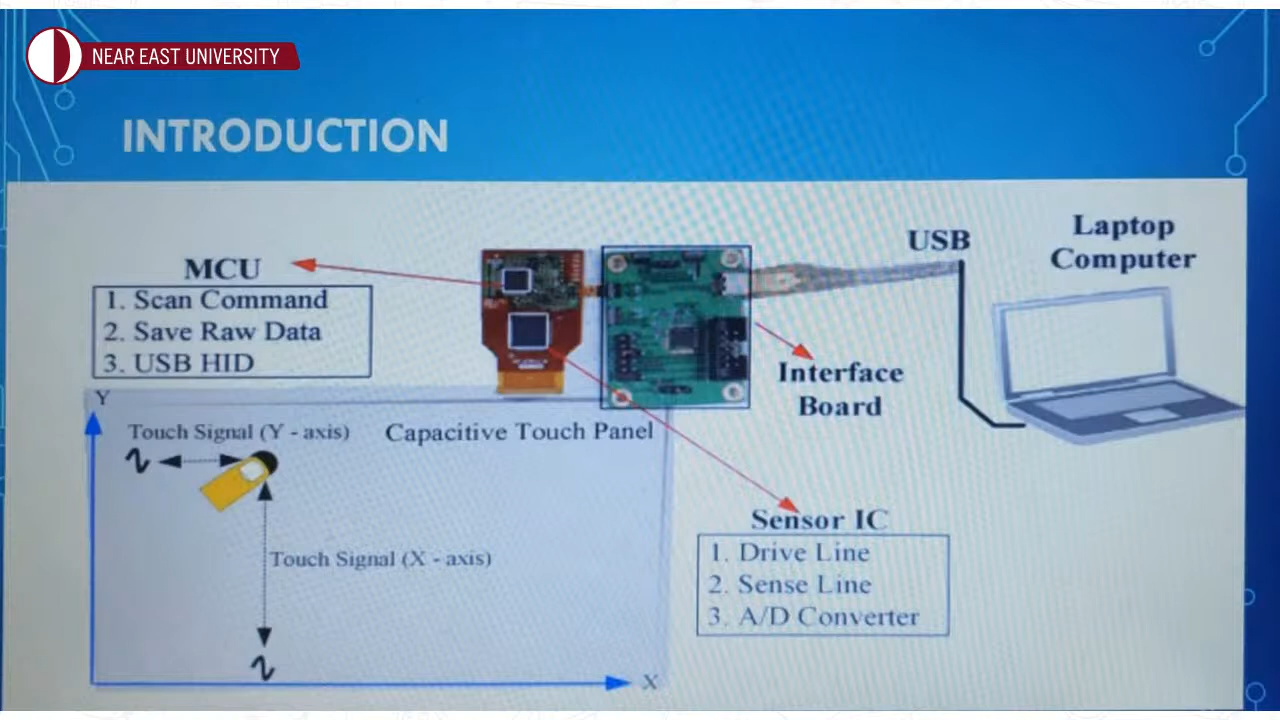 NEAR EAST UNIVERSITY
INTRODUCTION
MCU
1. Scan Command
2. Save Raw Data
3. USB HID
USB
Laptop
Computer
Interface
Board
Y
Touch Signal (Y - axis)
Capacitive Touch Panel
Touch Signal (X - axis)
X
Sensor IC
1. Drive Line
2. Sense Line
3. A/D Converter